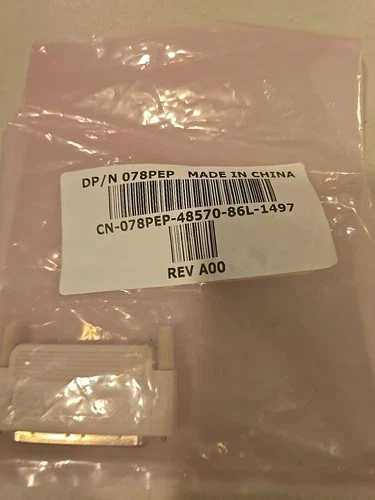 DP/N 078PEP MADE IN CHINA
CN-078PEP-48570-86L-1497
REV A00